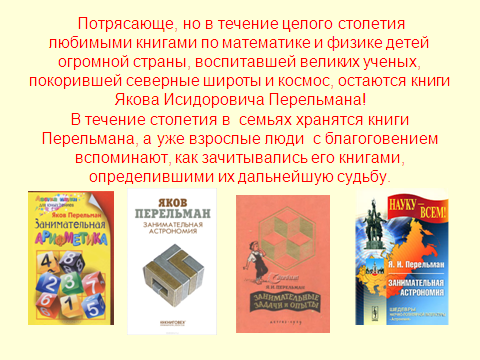 Потрясающе, но в течение целого столетия
любимыми книгами по математике и физике детей
огромной страны, воспитавшей великих ученых,
покорившей северные широты и космос, остаются книги
Якова Исидоровича Перельмана!
В течение столетия в семьях хранятся книги
Перельмана, а уже взрослые люди с благоговением
вспоминают, как зачитывались его книгами,
определившими их дальнейшую судьбу.
Яков Перельман
Занимательная
АРИФМЕТИКА
ЯКОВ
ПЕРЕЛЬМАН
ЗАНИМАТЕЛЬНАЯ
АСТРОНОМИЯ
Я.И. ПЕРЕЛЬМАН
ЗАНИМАТЕЛЬНЫЕ
ЗАДАЧИ И ОПЫТЫ
НАУКУ —
ВСЕМ!
Я. И. Перельман
ЗАНИМАТЕЛЬНАЯ
АСТРОНОМИЯ